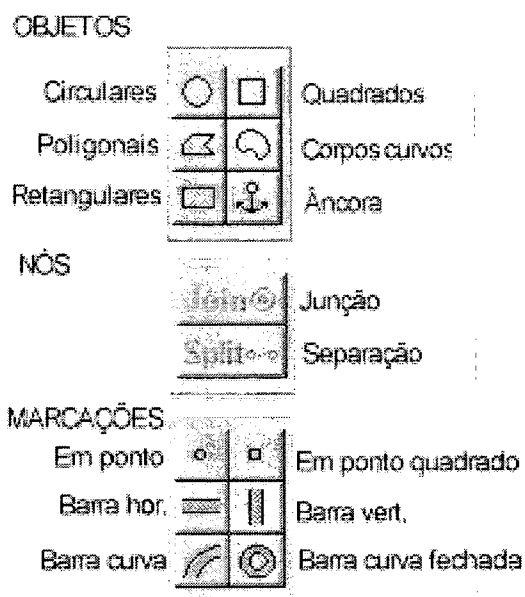 OBJETOS
Circulares Quadrados
Poligonais Corpos curvos
Retangulares Âncora
NÓS
Join Junção
Split Separação
MARCAÇÕES
Em ponto Em ponto quadrado
Barra hor. Barra vert.
Barra curva Barra curva fechada